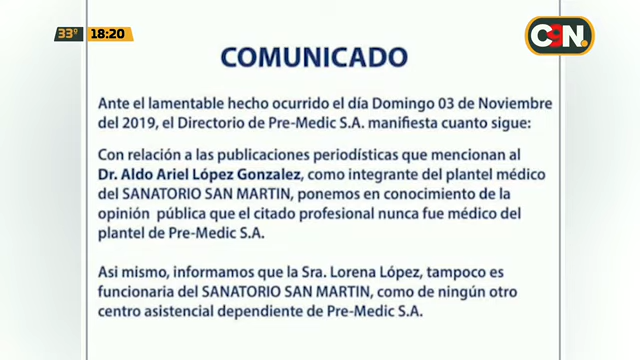 33º
18:20
C9N.
COMUNICADO
Ante el lamentable hecho ocurrido el día Domingo 03 de Noviembre
del 2019, el Directorio de Pre-Medic S.A. manifiesta cuanto sigue:
Con relación a las publicaciones periodísticas que mencionan al
Dr. Aldo Ariel López Gonzalez, como integrante del plantel médico
del SANATORIO SAN MARTIN, ponemos en conocimiento de la
opinión pública que el citado profesional nunca fue médico del
plantel de Pre-Medic S.A.
Asi mismo, informamos que la Sra. Lorena López, tampoco es
funcionaria del SANATORIO SAN MARTIN, como de ningún otro
centro asistencial dependiente de Pre-Medic S.A.